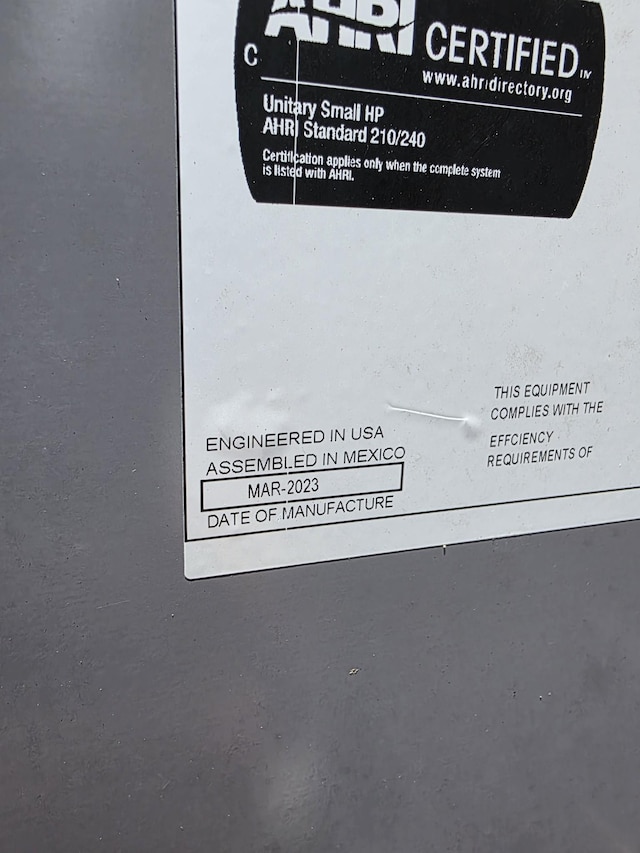 AHRI CERTIFIED
C
www.ahridirectory.org
Unitary Small HP
AHRI Standard 210/240
Certification applies only when the complete system
is listed with AHRI.
THIS EQUIPMENT
COMPLIES WITH THE
EFFCIENCY
REQUIREMENTS OF
ENGINEERED IN USA
ASSEMBLED IN MEXICO
MAR-2023
DATE OF MANUFACTURE